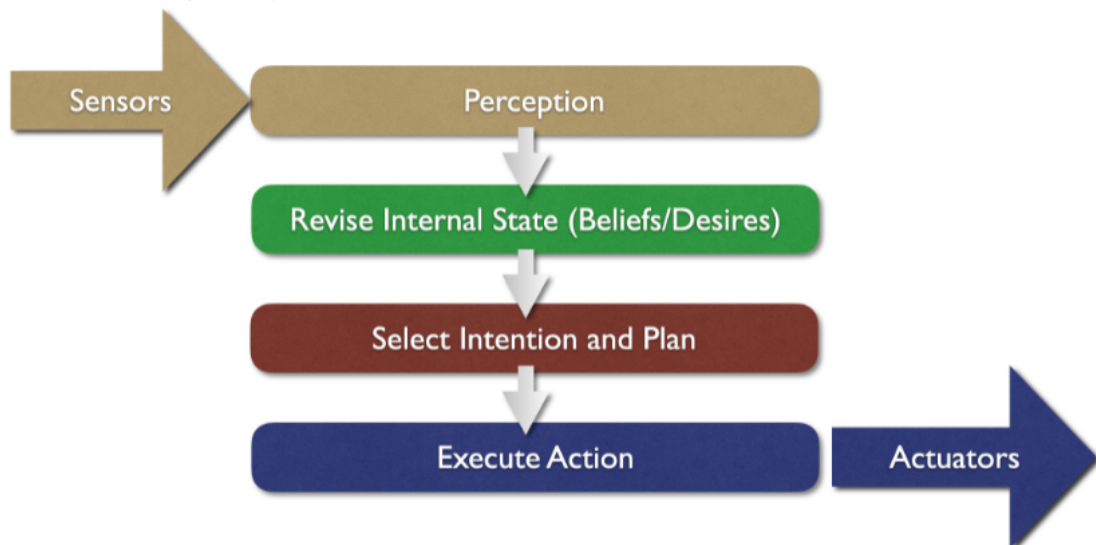 Sensors
Perception
Revise Internal State (Beliefs/Desires)
Select Intention and Plan
Execute Action
Actuators